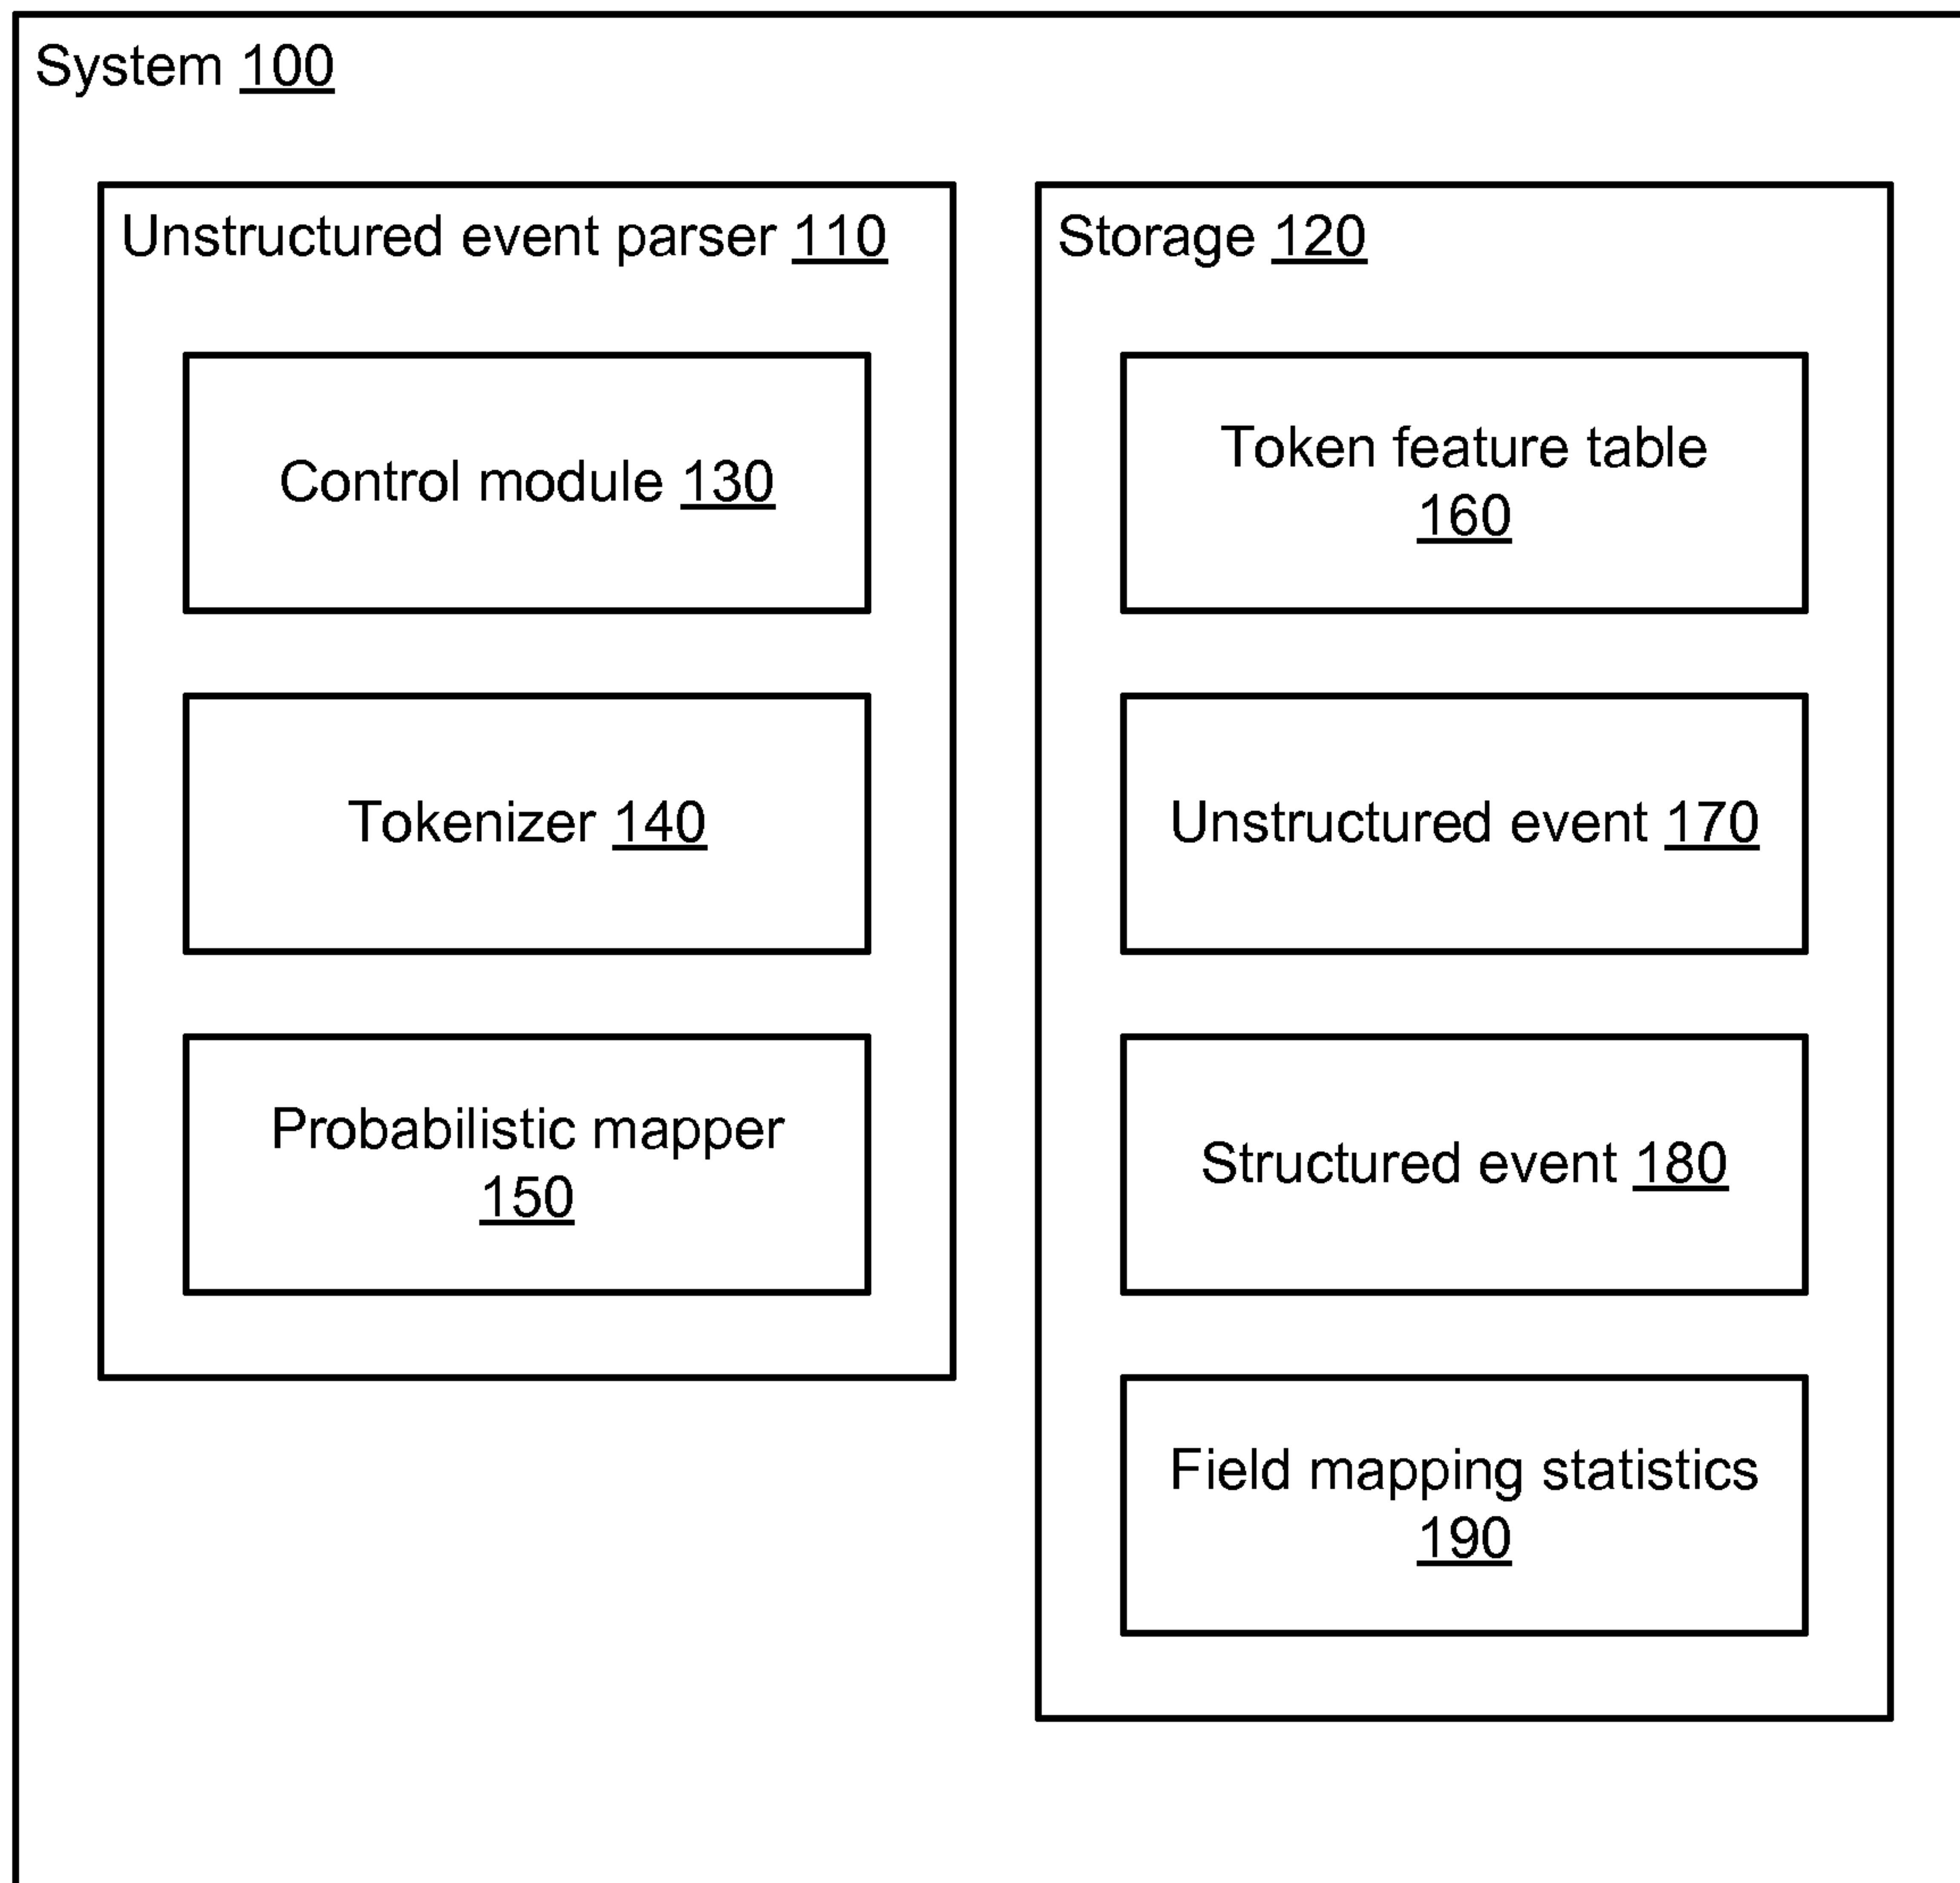 System 100
Unstructured event parser 110
Control module 130
Tokenizer 140
Probabilistic mapper
150
Storage 120
Token feature table
160
Unstructured event 170
Structured event 180
Field mapping statistics
190